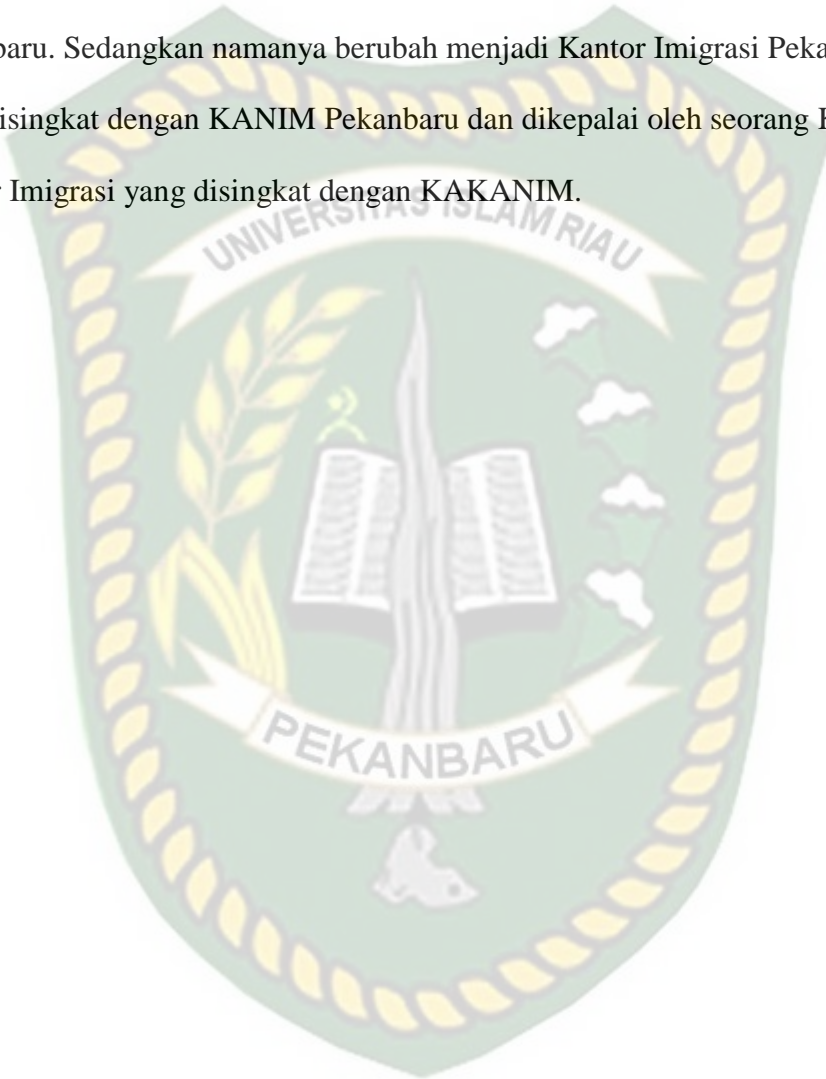 baru. Sedangkan namanya berubah menjadi Kantor Imigrasi Peka
isingkat dengan KANIM Pekanbaru dan dikepalai oleh seorang
Imigrasi yang disingkat dengan KAKANIM.
UNIVERSITAS ISLAM RIAU
PEKANBARU